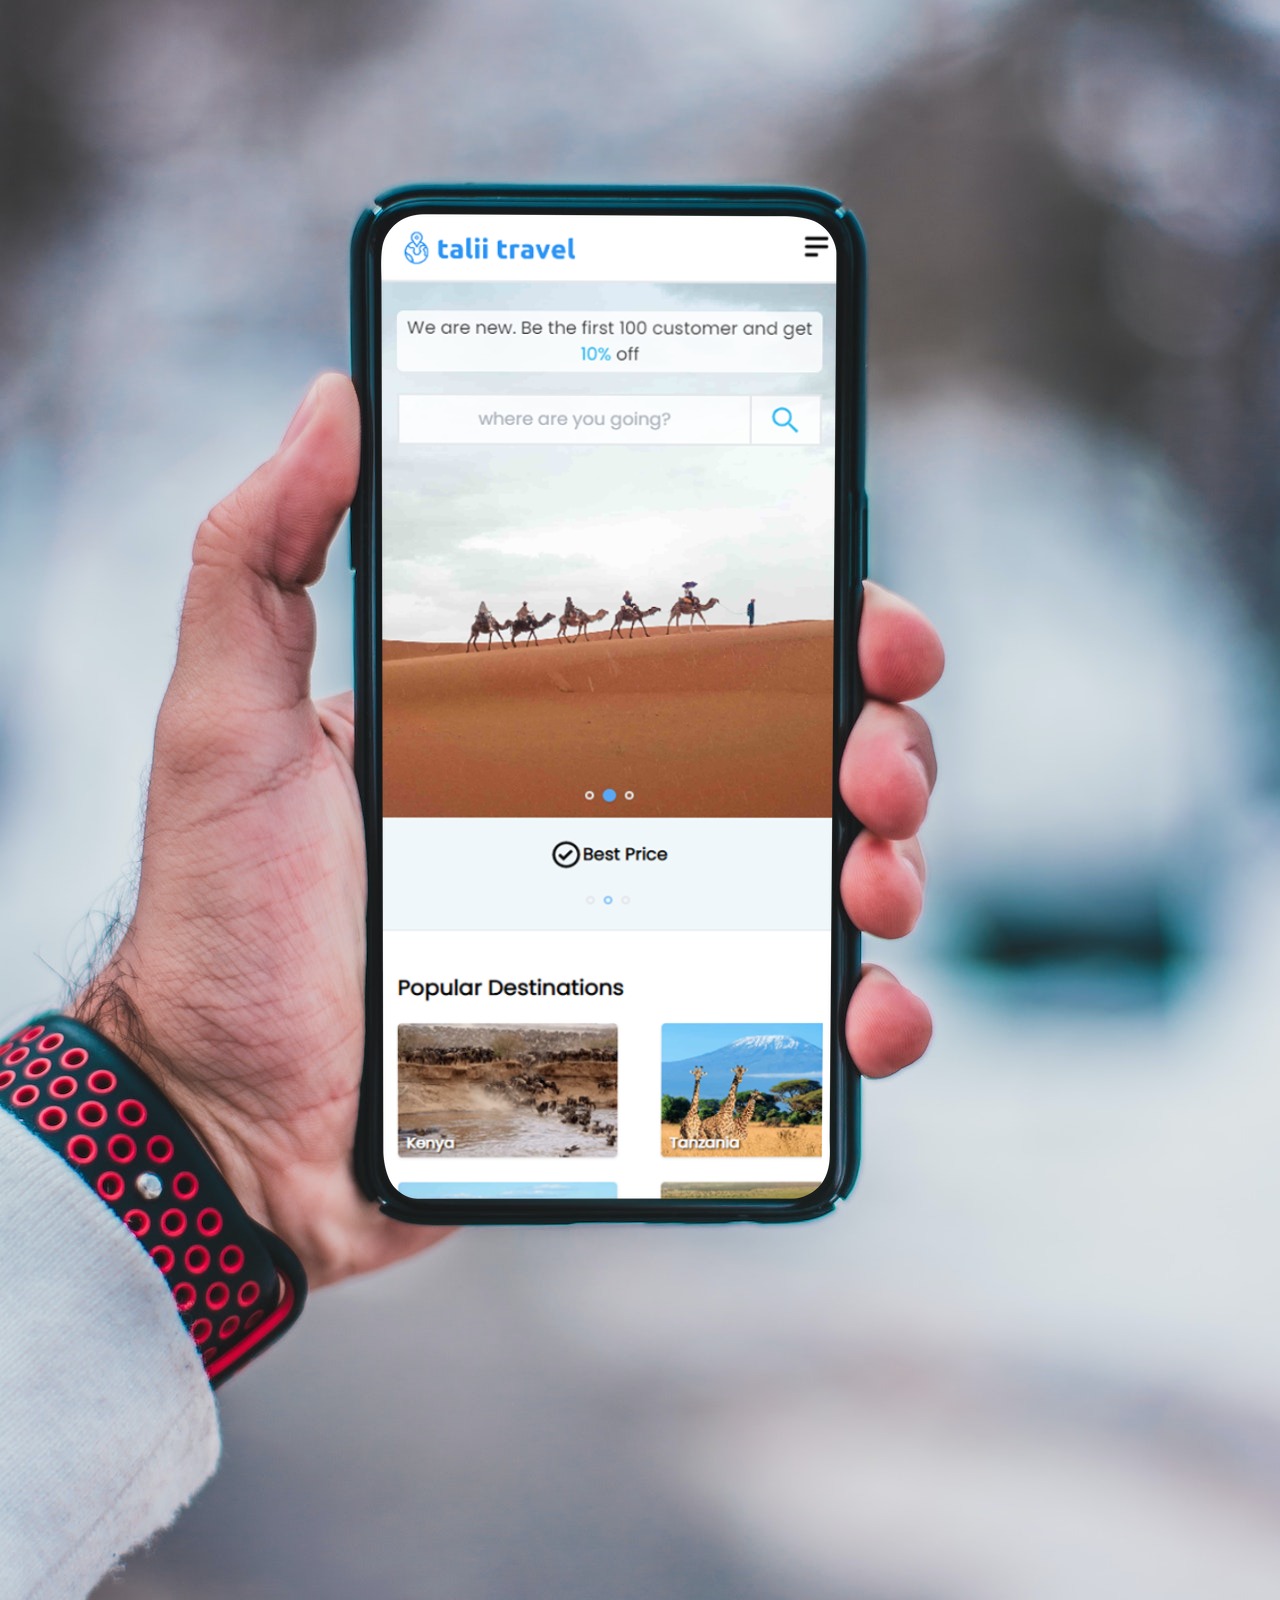 talii travel
We are new. Be the first 100 customer and get
10% off
where are you going?
Best Price
Popular Destinations
Kenya
Tanzania